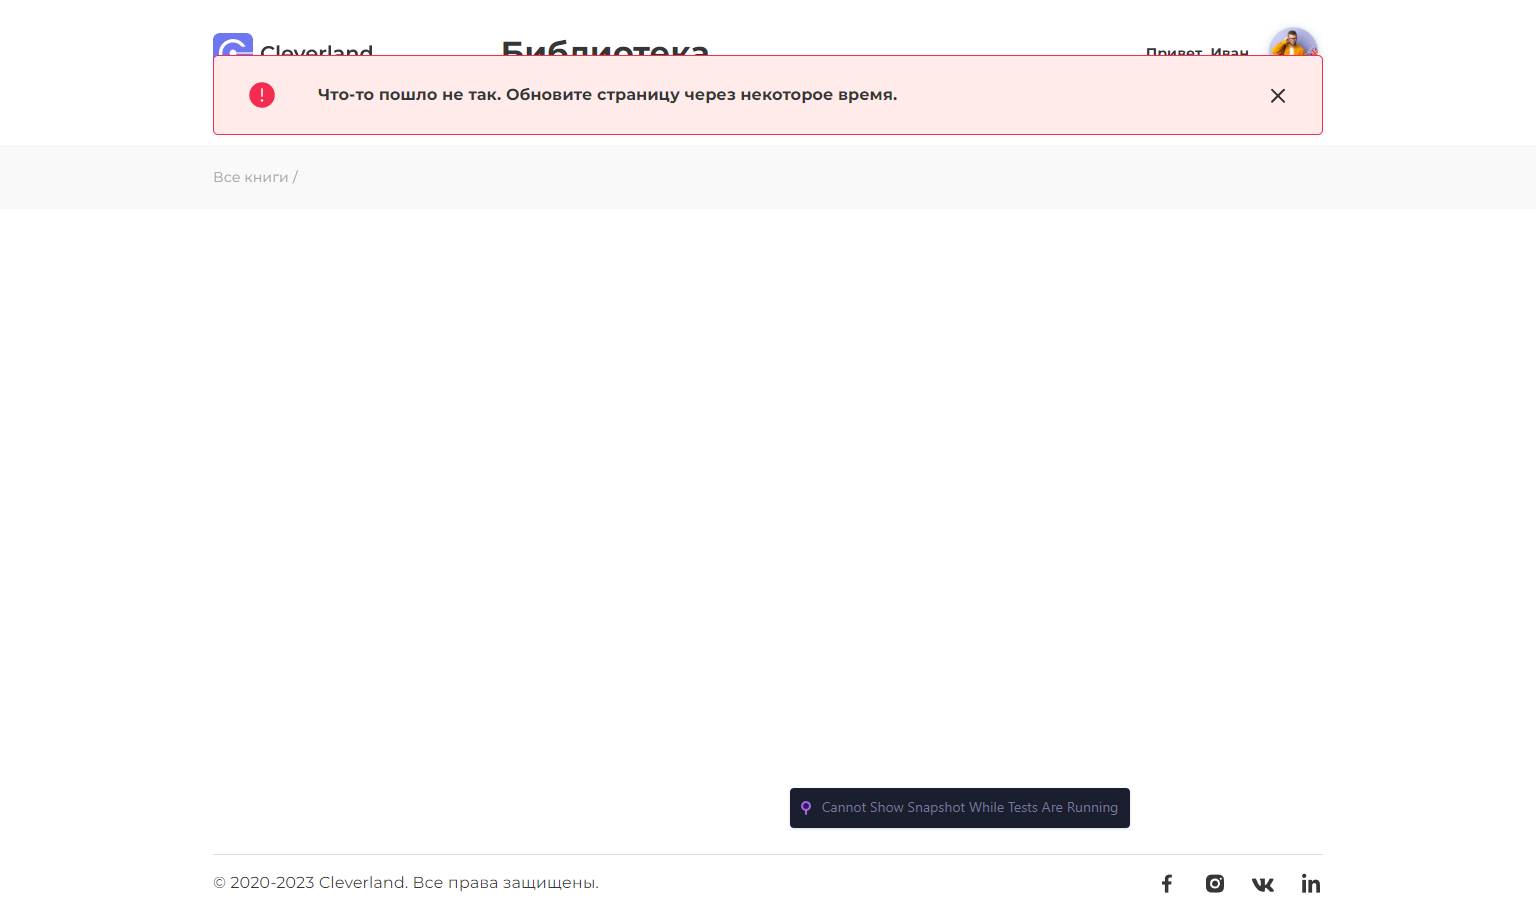 Cleverland
Библиотека
Привет, Иван
Что-то пошло не так. Обновите страницу через некоторое время.
Все книги /
Cannot Show Snapshot While Tests Are Running
© 2020-2023 Cleverland. Все права защищены.